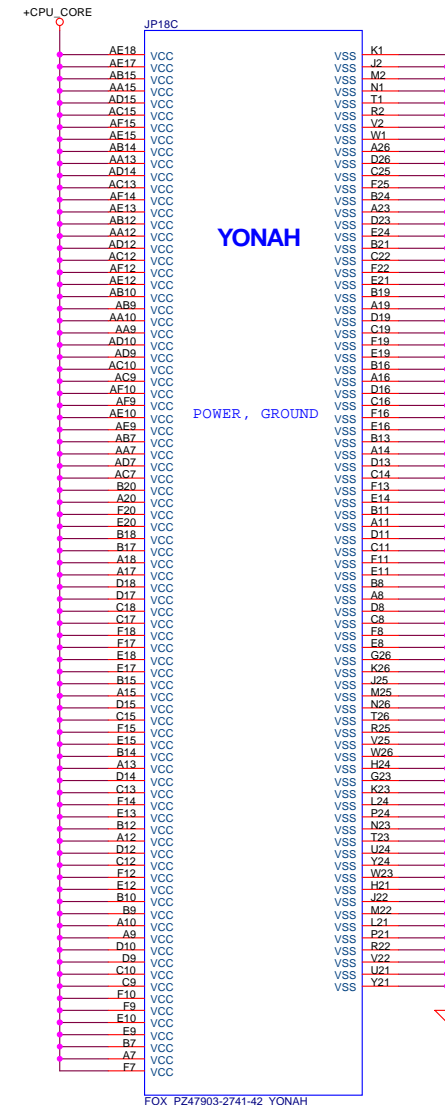 +CPU_CORE
JP18C
AE18 VCC VSS K1
AE17 VCC VSS J2
AB15 VCC VSS M2
AA15 VCC VSS N1
AD15 VCC VSS T1
AC15 VCC VSS R2
AF15 VCC VSS V2
AE15 VCC VSS W1
AB14 VCC VSS A26
AA13 VCC VSS D26
AD14 VCC VSS C25
AC13 VCC VSS F25
AF14 VCC VSS B24
AE13 VCC VSS A23
AB12 VCC VSS D23
AA12 VCC YONAH VSS E24
AD12 VCC VSS B21
AC12 VCC VSS C22
AF12 VCC VSS F22
AE12 VCC VSS E21
AB10 VCC VSS B19
AB9 VCC VSS A19
AA10 VCC VSS D19
AA9 VCC VSS C19
AD10 VCC VSS F19
AD9 VCC VSS E19
AC10 VCC VSS B16
AC9 VCC VSS A16
AF10 VCC VSS D16
AF9 VCC VSS C16
AE10 VCC POWER, GROUND VSS F16
AE9 VCC VSS E16
AB7 VCC VSS B13
AA7 VCC VSS A14
AD7 VCC VSS D13
AC7 VCC VSS C14
B20 VCC VSS F13
A20 VCC VSS E14
F20 VCC VSS B11
E20 VCC VSS A11
B18 VCC VSS D11
B17 VCC VSS C11
A18 VCC VSS F11
A17 VCC VSS E11
D18 VCC VSS B8
D17 VCC VSS A8
C18 VCC VSS D8
C17 VCC VSS C8
F18 VCC VSS F8
F17 VCC VSS E8
E18 VCC VSS G26
E17 VCC VSS K26
B15 VCC VSS J25
A15 VCC VSS M25
D15 VCC VSS N26
C15 VCC VSS T26
F15 VCC VSS R25
E15 VCC VSS V25
B14 VCC VSS W26
A13 VCC VSS H24
D14 VCC VSS G23
C13 VCC VSS K23
F14 VCC VSS L24
E13 VCC VSS P24
B12 VCC VSS N23
A12 VCC VSS T23
D12 VCC VSS U24
C12 VCC VSS Y24
F12 VCC VSS W23
E12 VCC VSS H21
B10 VCC VSS J22
B9 VCC VSS M22
A10 VCC VSS L21
A9 VCC VSS P21
D10 VCC VSS R22
D9 VCC VSS V22
C10 VCC VSS U21
C9 VCC VSS Y21
F10 VCC
F9 VCC
E10 VCC
E9 VCC
B7 VCC
A7 VCC
F7 VCC
FOX_PZ47903-2741-42_YONAH